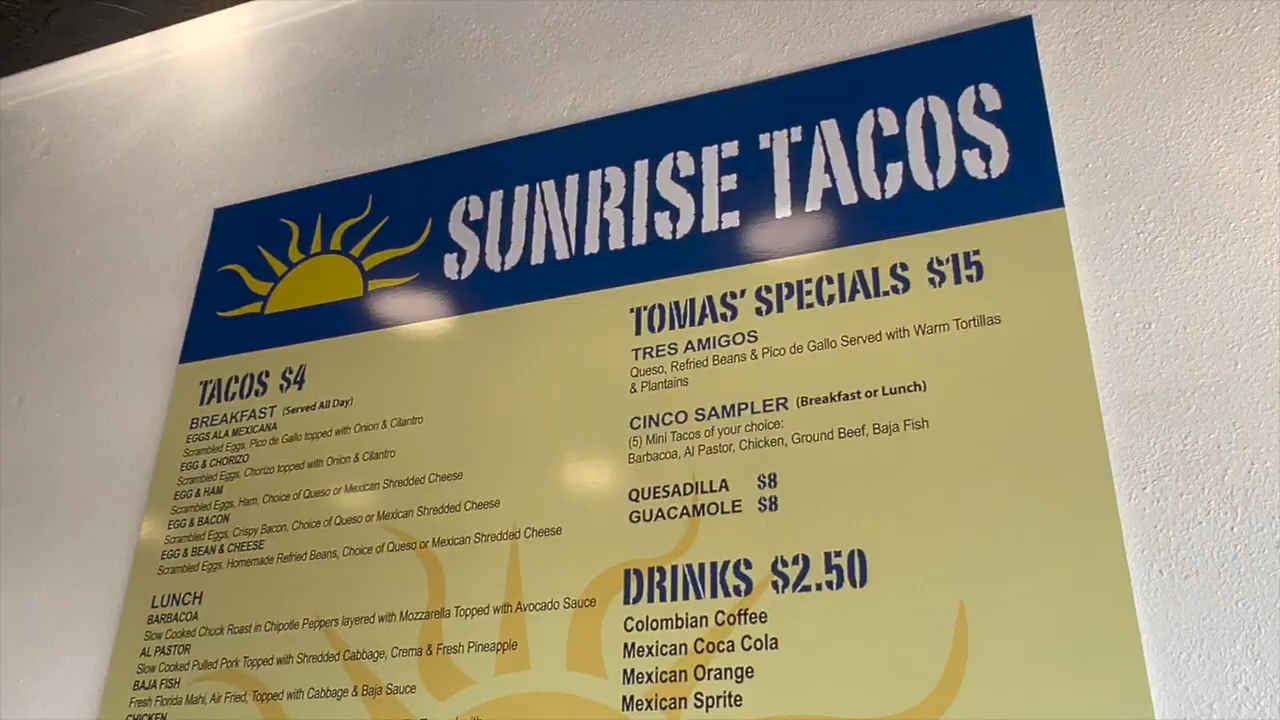 SUNRISE TACOS
TACOS $4
BREAKFAST (Served All Day)
EGGS ALA MEXICANA
Scrambled Eggs, Pico de Gallo topped with Onion & Cilantro
EGG & CHORIZO
Scrambled Eggs, Chorizo topped with Onion & Cilantro
EGG & HAM
Scrambled Eggs, Ham, Choice of Queso or Mexican Shredded Cheese
EGG & BACON
Scrambled Eggs, Crispy Bacon, Choice of Queso or Mexican Shredded Cheese
EGG & BEAN & CHEESE
Scrambled Eggs, Homemade Refried Beans, Choice of Queso or Mexican Shredded Cheese
LUNCH
BARBACOA
Slow Cooked Chuck Roast in Chipotle Peppers layered with Mozzarella Topped with Avocado Sauce
AL PASTOR
Slow Cooked Pulled Pork Topped with Shredded Cabbage, Crema & Fresh Pineapple
BAJA FISH
Fresh Florida Mahi, Air Fried, Topped with Cabbage & Baja Sauce
CHICKEN
TOMAS' SPECIALS $15
TRES AMIGOS
Queso, Refried Beans & Pico de Gallo Served with Warm Tortillas
& Plantains
CINCO SAMPLER (Breakfast or Lunch)
(5) Mini Tacos of your choice:
Barbacoa, Al Pastor, Chicken, Ground Beef, Baja Fish
QUESADILLA $8
GUACAMOLE $8
DRINKS $2.50
Colombian Coffee
Mexican Coca Cola
Mexican Orange
Mexican Sprite